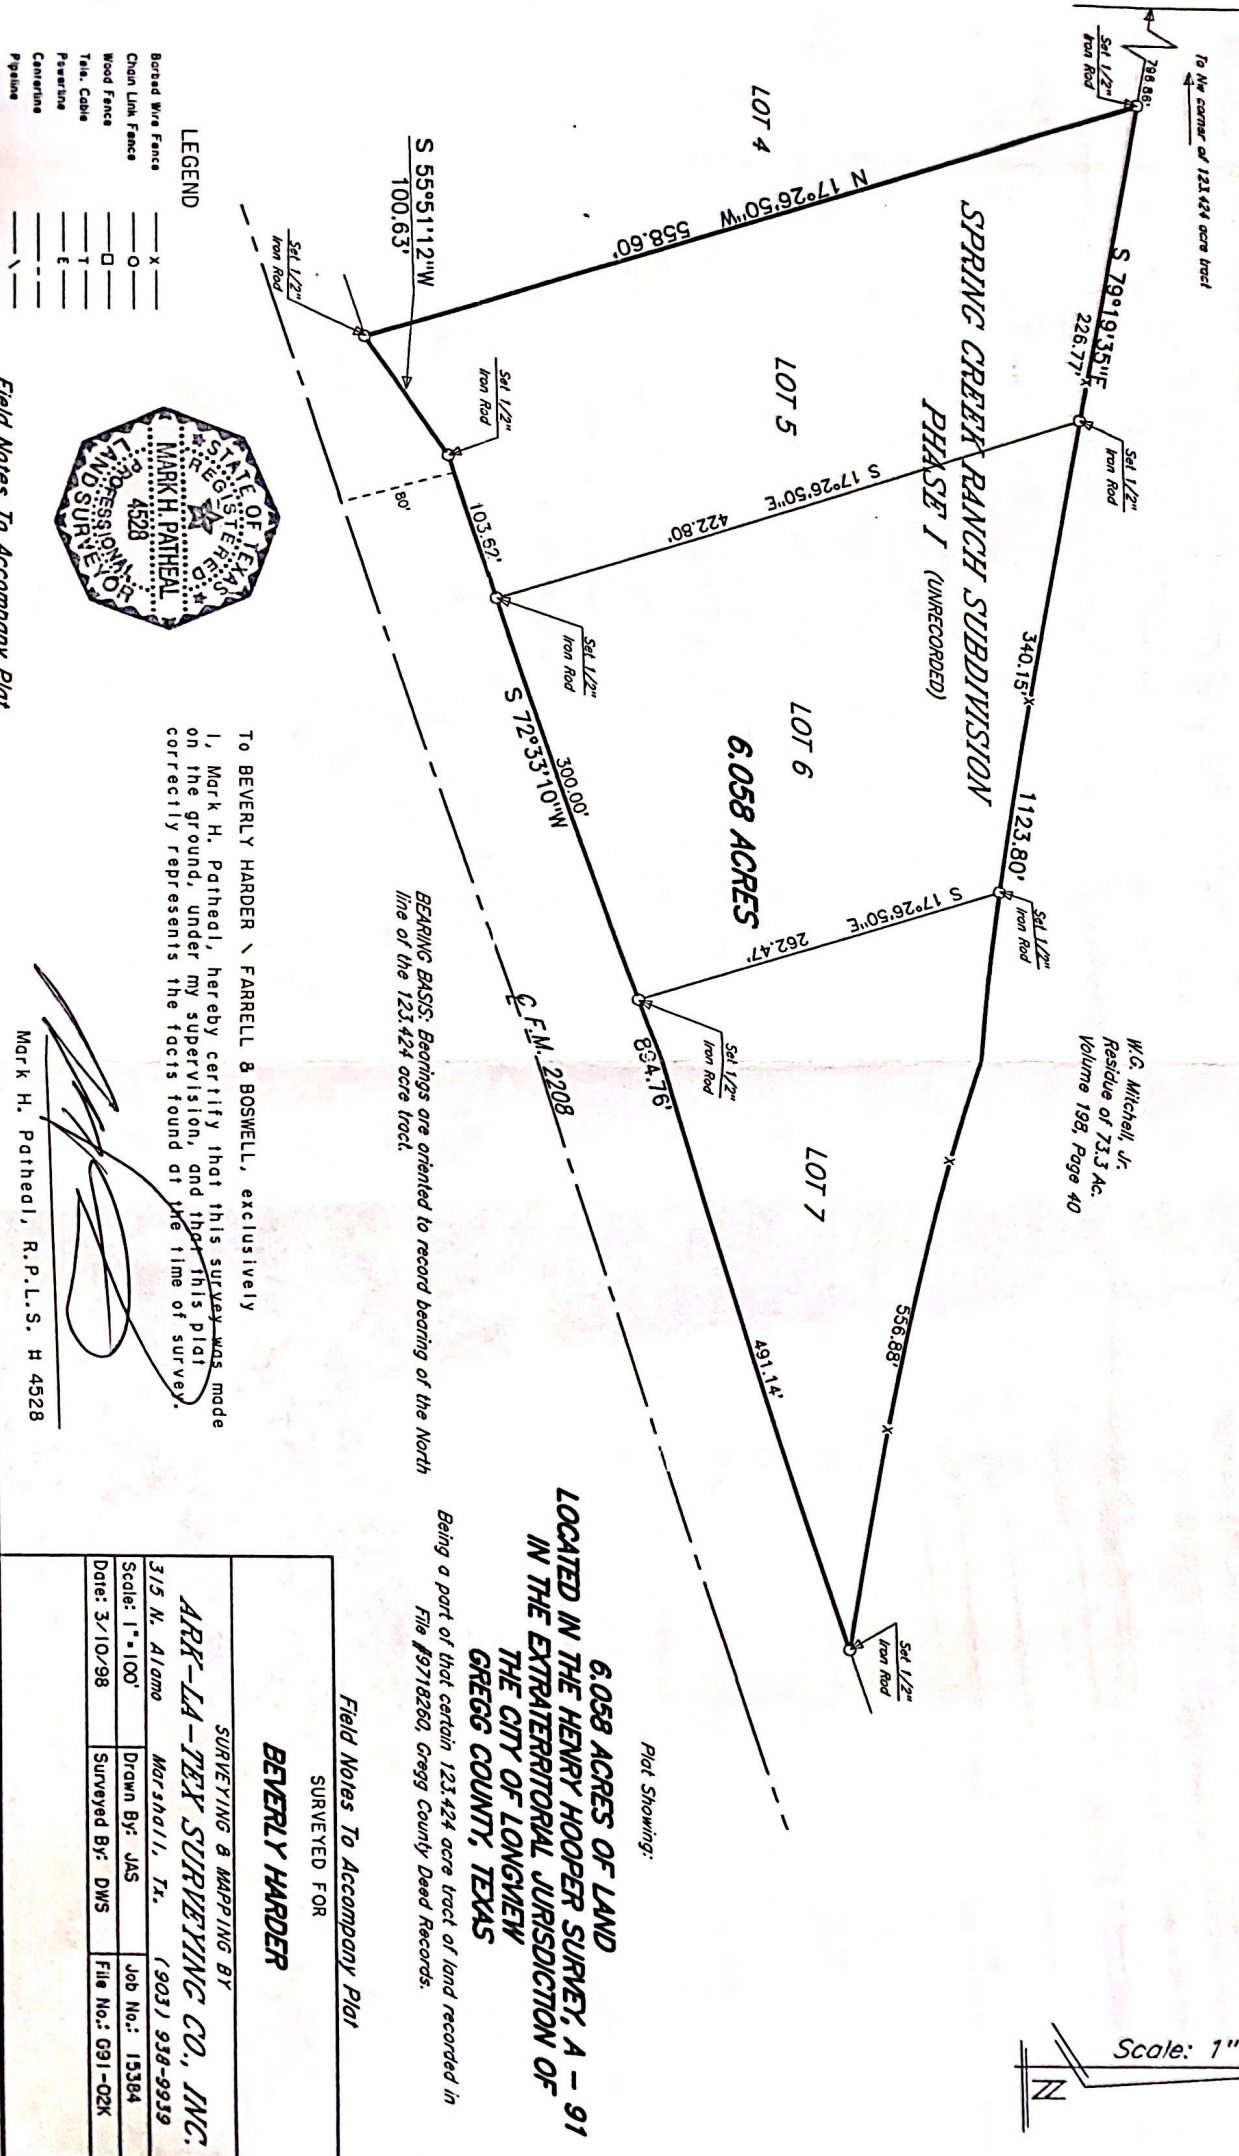 To Nw corner of 123.424 acre tract
796.86'
Set 1/2"
Iron Rod
S 79°19'35"E
226.77'
Set 1/2"
Iron Rod
340.15'
1123.80'
Set 1/2"
Iron Rod
W.G. Mitchell, Jr.
Residue of 73.3 Ac.
Volume 198, Page 40
556.88'
Set 1/2"
Iron Rod
Scale: 1"
N
SPRING CREEK RANCH SUBDIVISION
PHASE I (UNRECORDED)
LOT 4
LOT 5
LOT 6
LOT 7
6.058 ACRES
N 17°26'50"W
558.60'
S 17°26'50"E
422.80'
S 17°26'50"E
262.47'
S 55°51'12"W
100.63'
Set 1/2"
Iron Rod
Set 1/2"
Iron Rod
80'
103.62'
Set 1/2"
Iron Rod
300.00'
S 72°33'10"W
Set 1/2"
Iron Rod
894.76'
491.14'
F.M. 2208
BEARING BASIS: Bearings are oriented to record bearing of the North
line of the 123.424 acre tract.
Plat Showing:
6.058 ACRES OF LAND
LOCATED IN THE HENRY HOOPER SURVEY, A - 91
IN THE EXTRATERRITORIAL JURISDICTION OF
THE CITY OF LONGVIEW
GREGG COUNTY, TEXAS
Being a part of that certain 123.424 acre tract of land recorded in
File #9718260, Gregg County Deed Records.
LEGEND
Barbed Wire Fence X
Chain Link Fence O
Wood Fence
Tele. Cable T
Powerline E
Centerline
Pipeline
STATE OF TEXAS
REGISTERED
MARK H. PATHEAL
4528
PROFESSIONAL
LAND SURVEYOR
To BEVERLY HARDER \ FARRELL & BOSWELL, exclusively
I, Mark H. Patheal, hereby certify that this survey was made
on the ground, under my supervision, and that this plat
correctly represents the facts found at the time of survey.
Mark H. Patheal, R.P.L.S. # 4528
Field Notes To Accompany Plat
Field Notes To Accompany Plat
SURVEYED FOR
BEVERLY HARDER
SURVEYING & MAPPING BY
ARK-LA-TEX SURVEYING CO., INC.
315 N. Alamo Marshall, Tx. (903) 938-9939
Scale: 1"=100' Drawn By: JAS Job No.: 15384
Date: 3/10/98 Surveyed By: DWS File No.: G91-02K